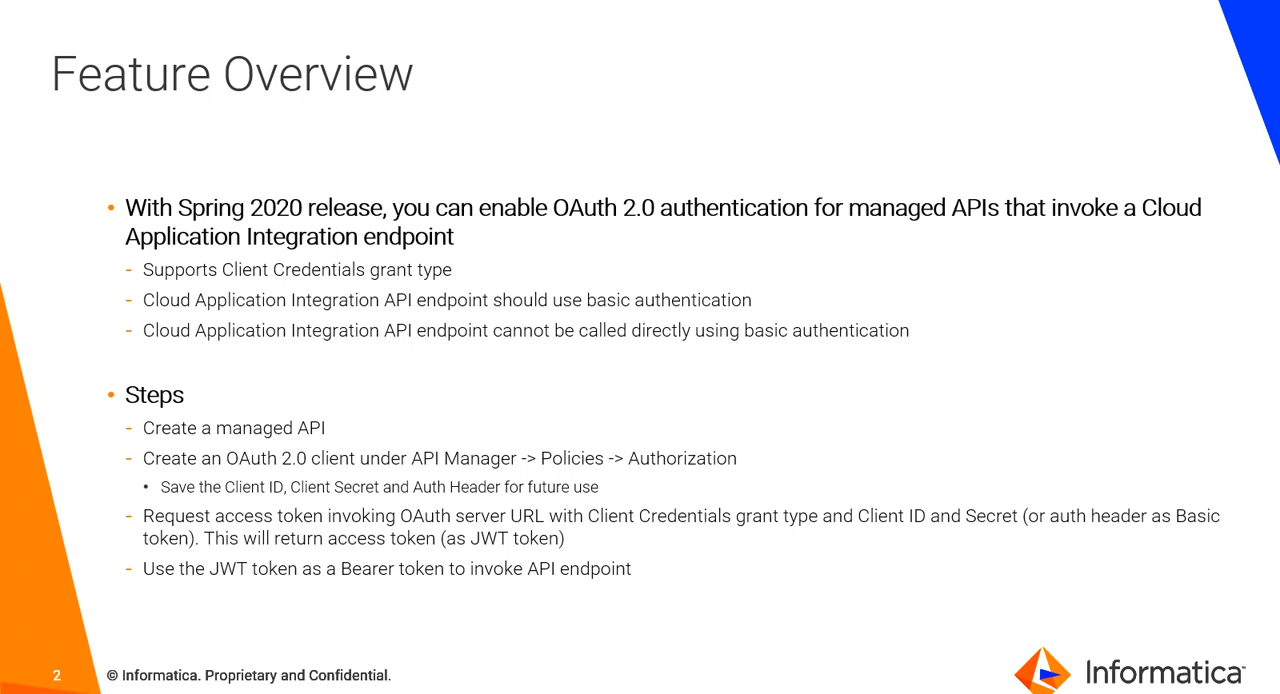 Feature Overview
• With Spring 2020 release, you can enable OAuth 2.0 authentication for managed APIs that invoke a Cloud
Application Integration endpoint
- Supports Client Credentials grant type
- Cloud Application Integration API endpoint should use basic authentication
- Cloud Application Integration API endpoint cannot be called directly using basic authentication
• Steps
- Create a managed API
- Create an OAuth 2.0 client under API Manager -> Policies -> Authorization
• Save the Client ID, Client Secret and Auth Header for future use
- Request access token invoking OAuth server URL with Client Credentials grant type and Client ID and Secret (or auth header as Basic
token). This will return access token (as JWT token)
- Use the JWT token as a Bearer token to invoke API endpoint
2 © Informatica. Proprietary and Confidential.
Informatica™